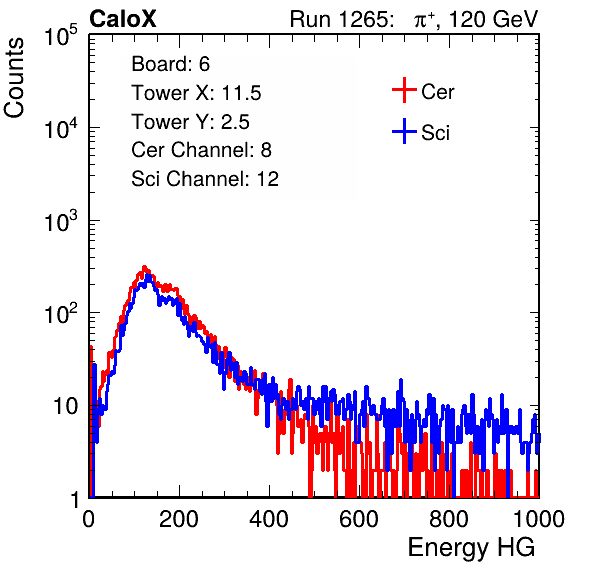 CaloX Run 1265: π⁺, 120 GeV
Counts
10⁵
10⁴
10³
10²
10
1
Board: 6
Tower X: 11.5
Tower Y: 2.5
Cer Channel: 8
Sci Channel: 12
Cer
Sci
0 200 400 600 800 1000
Energy HG